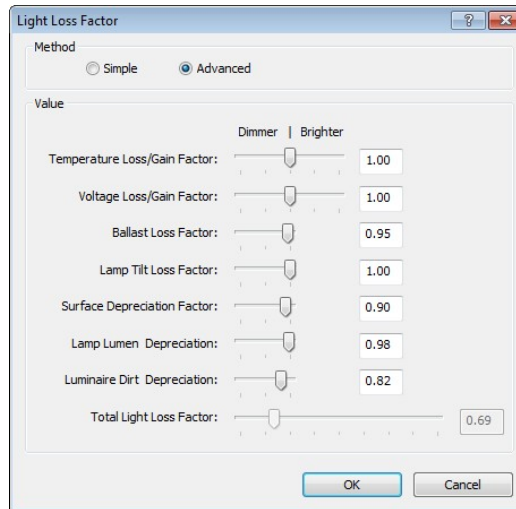 Light Loss Factor
Method
Simple Advanced
Value
Dimmer | Brighter
Temperature Loss/Gain Factor: 1.00
Voltage Loss/Gain Factor: 1.00
Ballast Loss Factor: 0.95
Lamp Tilt Loss Factor: 1.00
Surface Depreciation Factor: 0.90
Lamp Lumen Depreciation: 0.98
Luminaire Dirt Depreciation: 0.82
Total Light Loss Factor: 0.69
OK Cancel